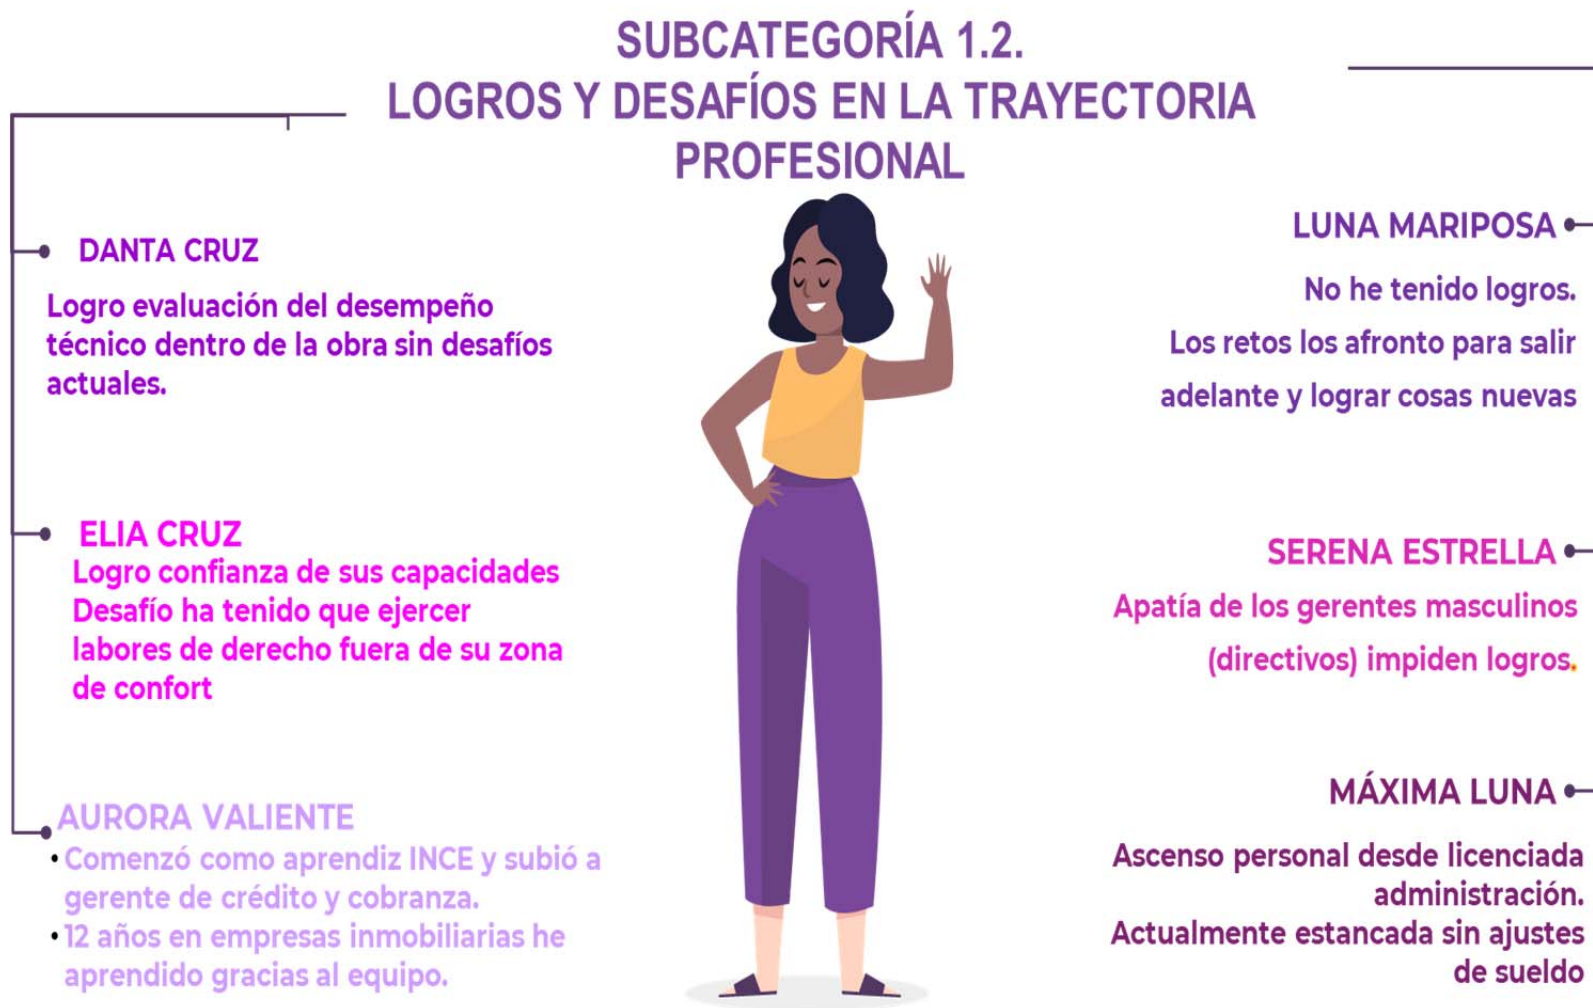 SUBCATEGORÍA 1.2.
LOGROS Y DESAFÍOS EN LA TRAYECTORIA
PROFESIONAL
DANTA CRUZ
Logro evaluación del desempeño
técnico dentro de la obra sin desafíos
actuales.
ELIA CRUZ
Logro confianza de sus capacidades
Desafío ha tenido que ejercer
labores de derecho fuera de su zona
de confort
AURORA VALIENTE
• Comenzó como aprendiz INCE y subió a
gerente de crédito y cobranza.
• 12 años en empresas inmobiliarias he
aprendido gracias al equipo.
LUNA MARIPOSA
No he tenido logros.
Los retos los afronto para salir
adelante y lograr cosas nuevas
SERENA ESTRELLA
Apatía de los gerentes masculinos
(directivos) impiden logros.
MÁXIMA LUNA
Ascenso personal desde licenciada
administración.
Actualmente estancada sin ajustes
de sueldo